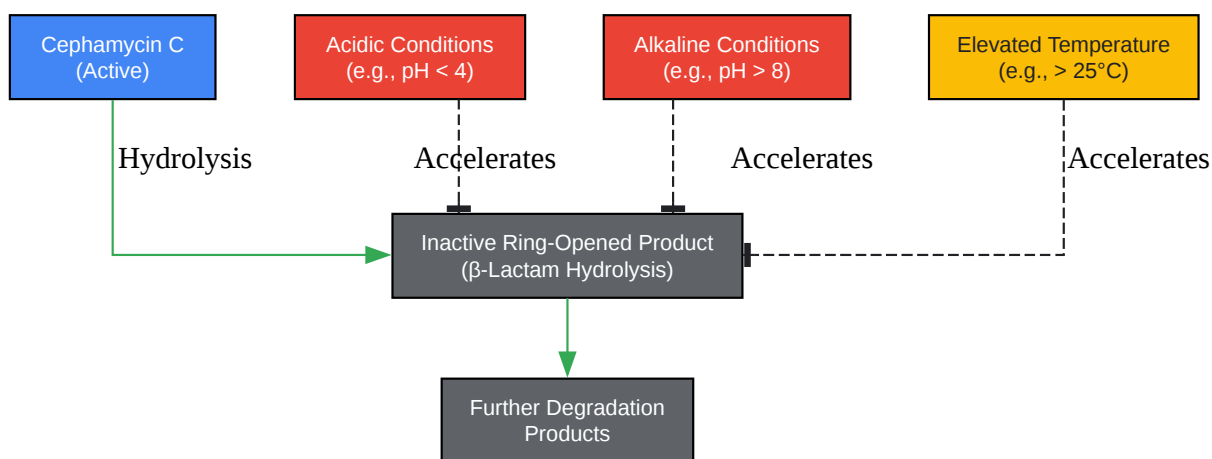 Cephamycin C
(Active)
Acidic Conditions
(e.g., pH < 4)
Alkaline Conditions
(e.g., pH > 8)
Elevated Temperature
(e.g., > 25°C)
Hydrolysis
Accelerates
Accelerates
Accelerates
Inactive Ring-Opened Product
(β-Lactam Hydrolysis)
Further Degradation
Products